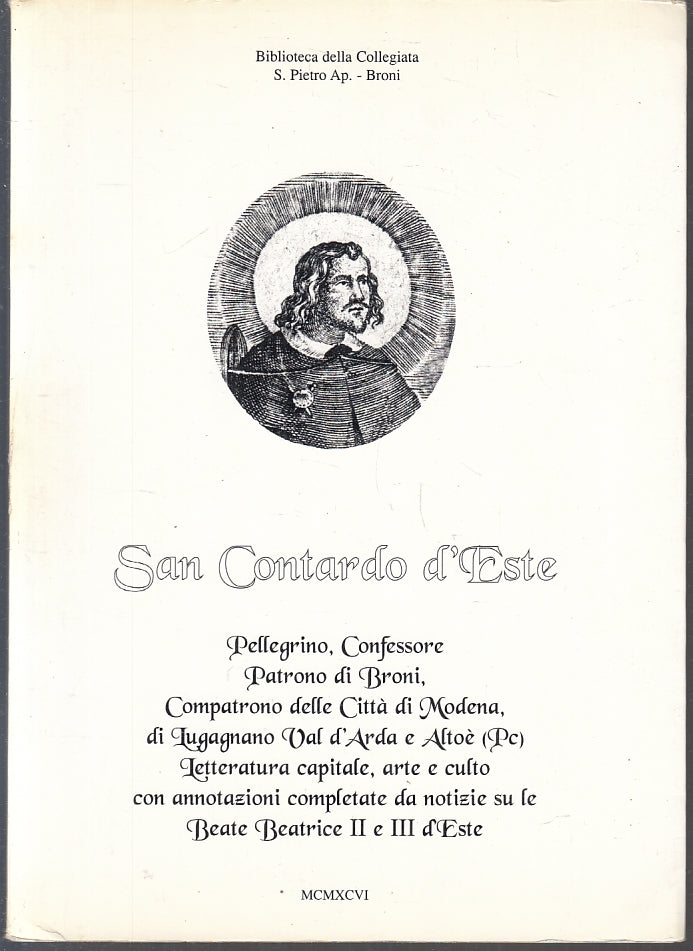 Biblioteca della Collegiata
S. Pietro Ap. - Broni
San Contardo d'Este
Pellegrino, Confessore
Patrono di Broni,
Compatrono delle Città di Modena,
di Lugagnano Val d'Arda e Altoè (Pc)
Letteratura capitale, arte e culto
con annotazioni completate da notizie su le
Beate Beatrice II e III d'Este
MCMXCVI